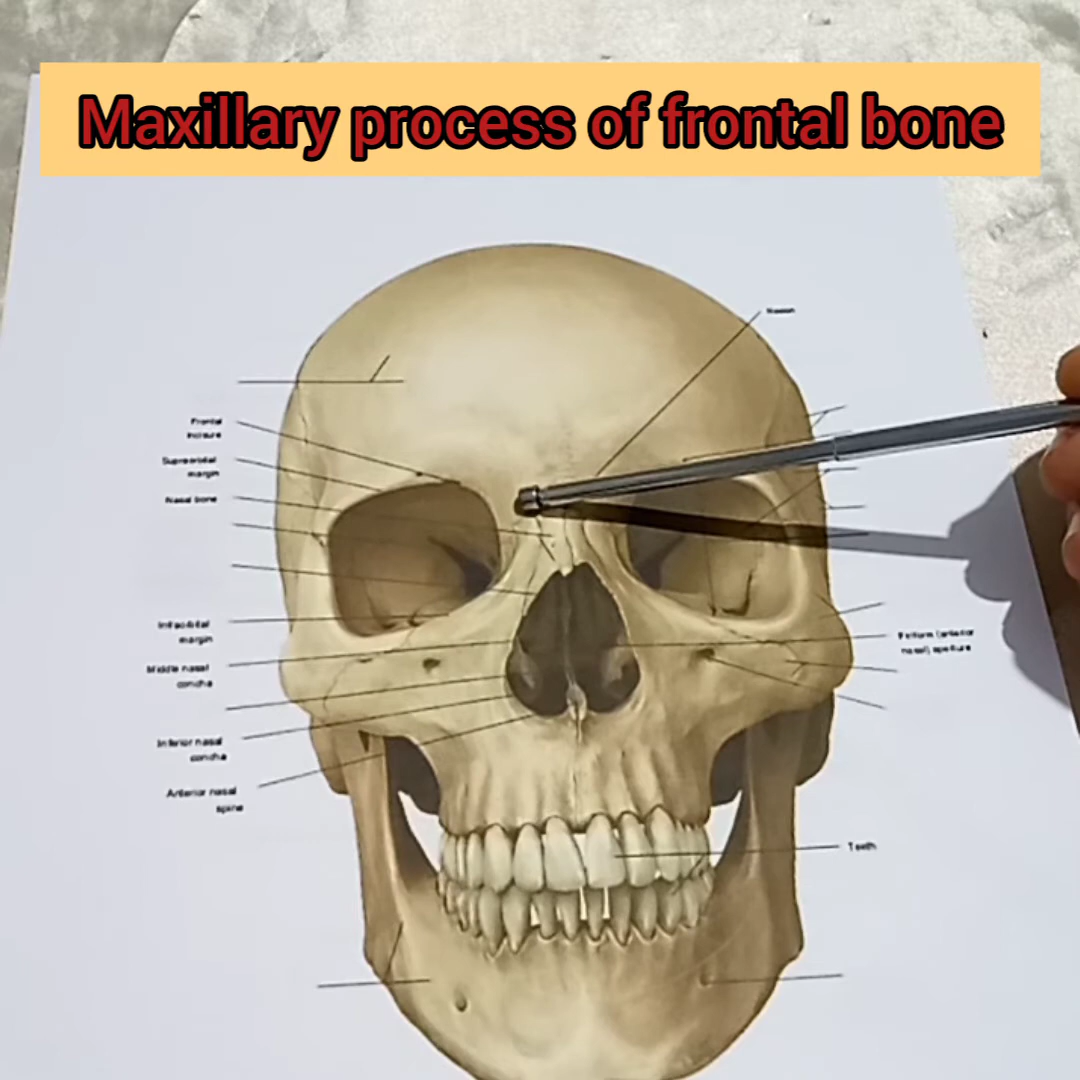 Maxillary process of frontal bone
Nasion
Frontal
incisure
Supraorbital
margin
Nasal bone
Infraorbital
margin
Piriform (anterior
nasal) aperture
Middle nasal
concha
Inferior nasal
concha
Anterior nasal
spine
Teeth